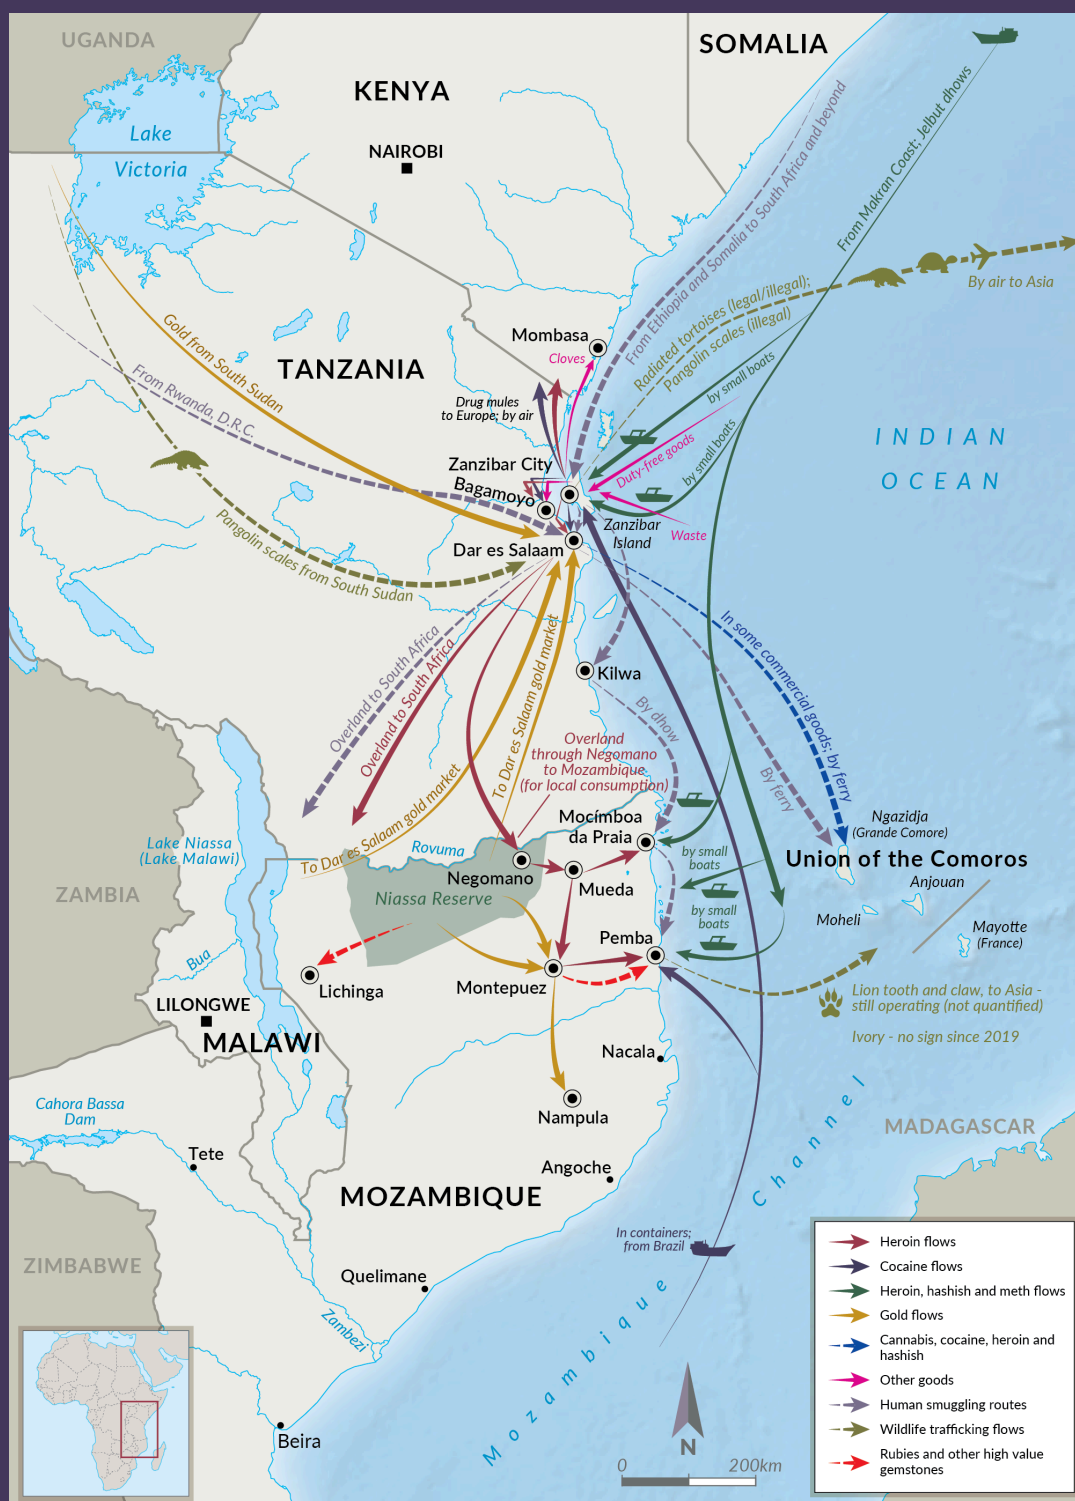 UGANDA
SOMALIA
KENYA
Lake
Victoria
NAIROBI
From Ethiopia and Somalia to South Africa and beyond
From Makran Coast; Jelbut dhows
By air to Asia
Radiated tortoises (legal/illegal);
Pangolin scales (illegal)
Gold from South Sudan
From Rwanda, D.R.C.
TANZANIA
Mombasa
Cloves
Drug mules
to Europe; by air
by small boats
Duty-free goods
by small boats
INDIAN
OCEAN
Zanzibar City
Bagamoyo
Zanzibar
Island
Waste
Dar es Salaam
Pangolin scales from South Sudan
Overland to South Africa
Overland to South Africa
To Dar es Salaam gold market
To Dar es Salaam gold market
Kilwa
By dhow
In some commercial goods; by ferry
By ferry
Overland
through Negomano
to Mozambique
(for local consumption)
Mocímboa
da Praia
Ngazidja
(Grande Comore)
Union of the Comoros
Anjouan
Moheli
Mayotte
(France)
Lake Niassa
(Lake Malawi)
Rovuma
Negomano
Mueda
by small
boats
by small
boats
ZAMBIA
Niassa Reserve
Pemba
Bua
Lichinga
Montepuez
Lion tooth and claw, to Asia -
still operating (not quantified)
Ivory - no sign since 2019
LILONGWE
MALAWI
Nacala
Nampula
Cahora Bassa
Dam
Tete
Angoche
MADAGASCAR
MOZAMBIQUE
In containers;
from Brazil
Mozambique Channel
ZIMBABWE
Quelimane
Zambezi
Beira
N
0 200km
Heroin flows
Cocaine flows
Heroin, hashish and meth flows
Gold flows
Cannabis, cocaine, heroin and
hashish
Other goods
Human smuggling routes
Wildlife trafficking flows
Rubies and other high value
gemstones